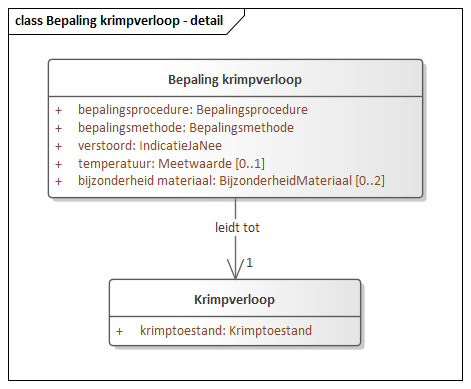 class Bepaling krimpverloop - detail
Bepaling krimpverloop
+ bepalingsprocedure: Bepalingsprocedure
+ bepalingsmethode: Bepalingsmethode
+ verstoord: IndicatieJaNee
+ temperatuur: Meetwaarde [0..1]
+ bijzonderheid materiaal: BijzonderheidMateriaal [0..2]
leidt tot
1
Krimpverloop
+ krimptoestand: Krimptoestand